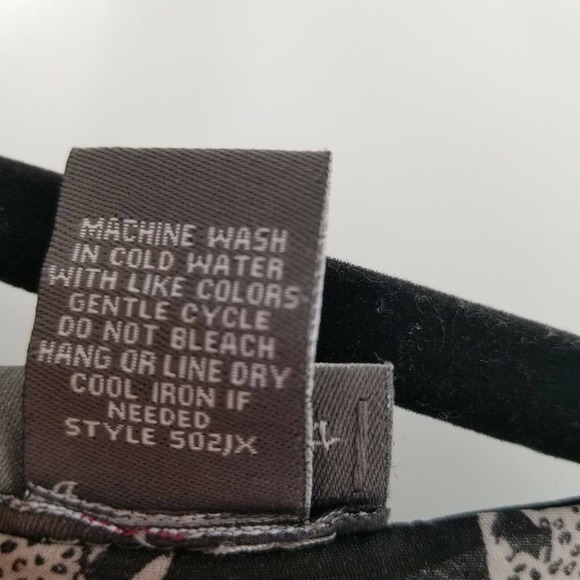 MACHINE WASH
IN COLD WATER
WITH LIKE COLORS
GENTLE CYCLE
DO NOT BLEACH
HANG OR LINE DRY
COOL IRON IF
NEEDED
STYLE 502JX